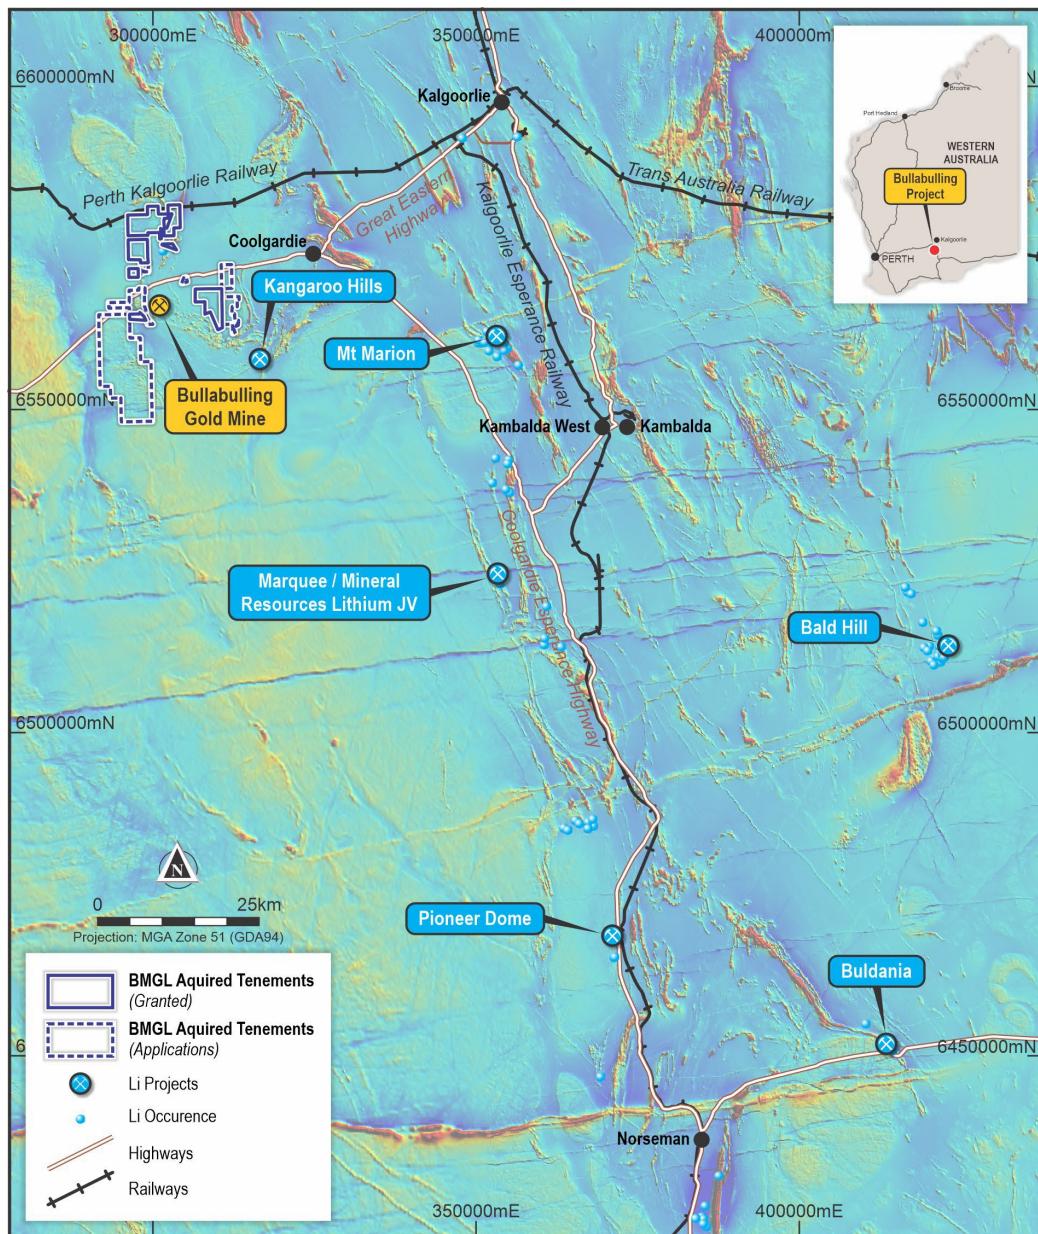 300000mE
350000mE
400000mE
6600000mN
Kalgoorlie
Perth Kalgoorlie Railway
Great Eastern
Highway
Kalgoorlie Esperance Railway
Trans Australia Railway
Broome
Port Hedland
WESTERN
AUSTRALIA
Bullabulling
Project
Kalgoorlie
PERTH
Coolgardie
Kangaroo Hills
Mt Marion
Bullabulling
Gold Mine
6550000mN
6550000mN
Kambalda West
Kambalda
Coolgardie Esperance Highway
Marquee / Mineral
Resources Lithium JV
Bald Hill
6500000mN
6500000mN
N
0 25km
Projection: MGA Zone 51 (GDA94)
Pioneer Dome
Buldania
BMGL Aquired Tenements
(Granted)
BMGL Aquired Tenements
(Applications)
Li Projects
Li Occurence
Highways
Railways
6450000mN
Norseman
350000mE
400000mE